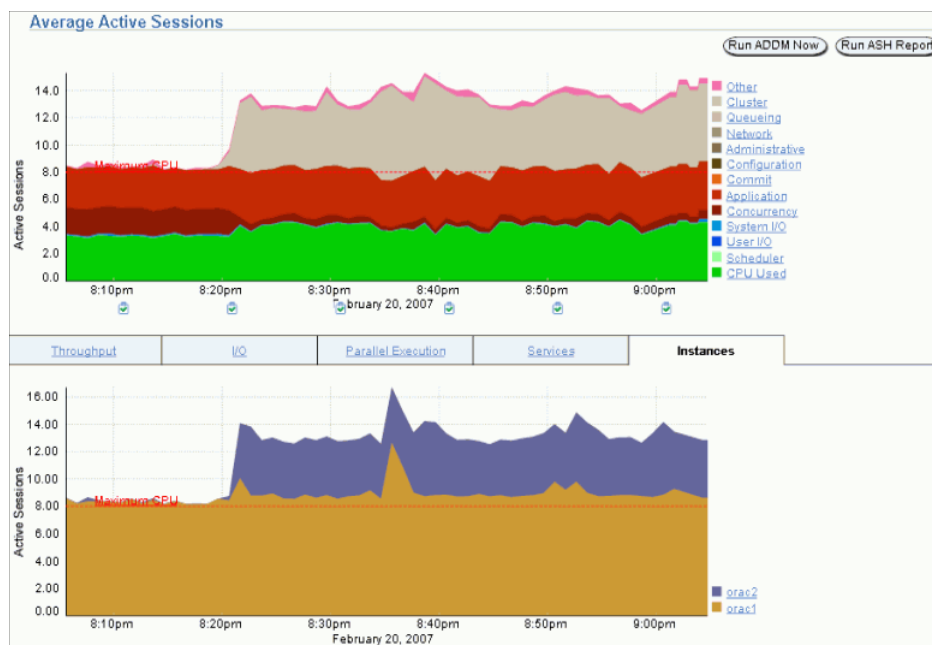 Average Active Sessions
Run ADDM Now Run ASH Report
Active Sessions
14.0
12.0
10.0
8.0
6.0
4.0
2.0
0.0
Maximum CPU
8:10pm 8:20pm 8:30pm 8:40pm 8:50pm 9:00pm
February 20, 2007
Other
Cluster
Queueing
Network
Administrative
Configuration
Commit
Application
Concurrency
System I/O
User I/O
Scheduler
CPU Used
Throughput I/O Parallel Execution Services Instances
Active Sessions
16.00
14.00
12.00
10.00
8.00
6.00
4.00
2.00
0.00
Maximum CPU
8:10pm 8:20pm 8:30pm 8:40pm 8:50pm 9:00pm
February 20, 2007
orac2
orac1